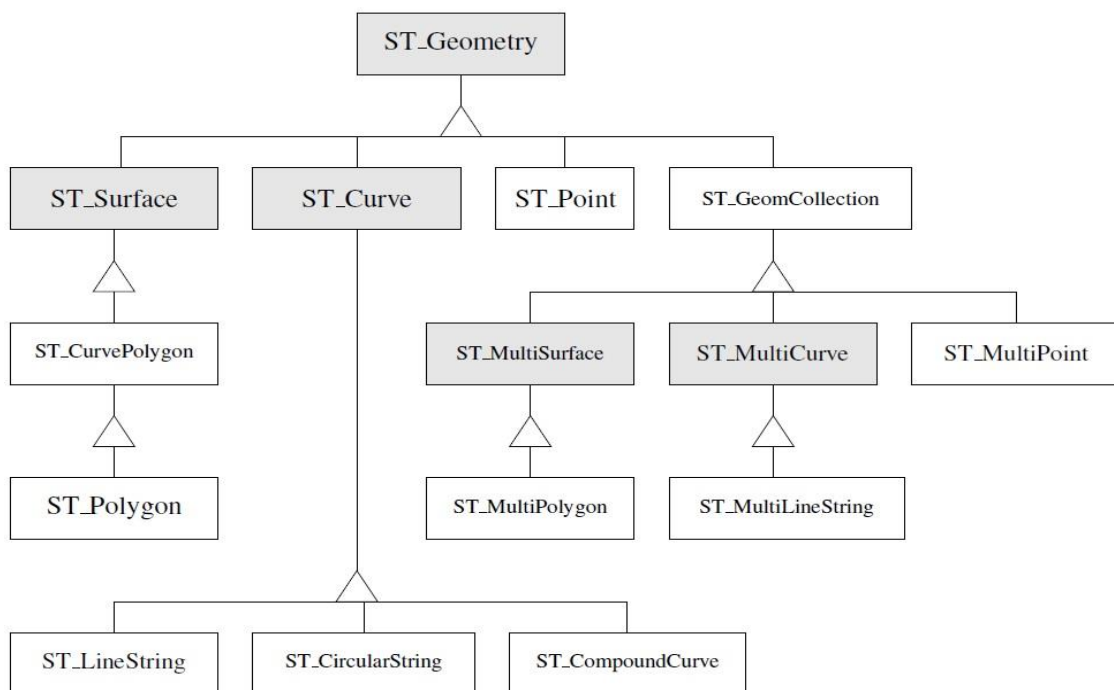 ST_Geometry
ST_Surface
ST_Curve
ST_Point
ST_GeomCollection
ST_CurvePolygon
ST_MultiSurface
ST_MultiCurve
ST_MultiPoint
ST_Polygon
ST_MultiPolygon
ST_MultiLineString
ST_LineString
ST_CircularString
ST_CompoundCurve